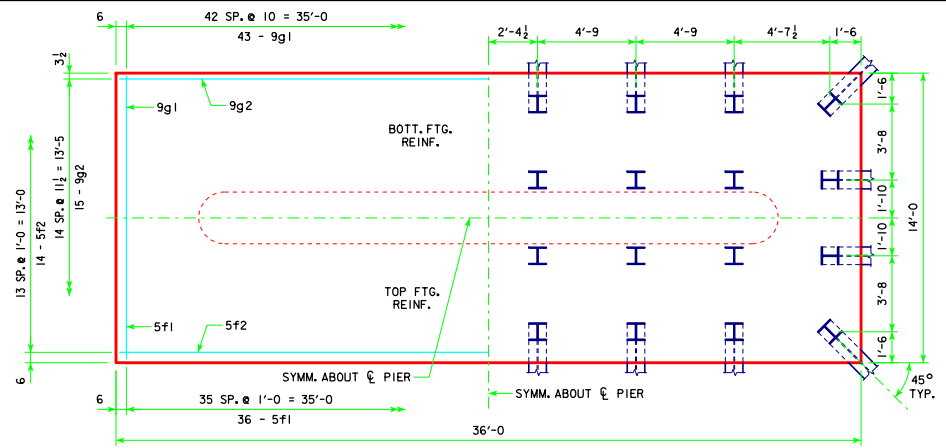 6
42 SP. @ 10 = 35'-0
43 - 9g1
2'-4½
4'-9
4'-9
4'-7½
1'-6
3½
9g1
9g2
BOTT. FTG.
REINF.
13 SP. @ 1'-0 = 13'-0
14 - 5f2
14 SP. @ 11½ = 13'-5
15 - 9g2
1'-6
3'-8
1'-10
1'-10
3'-8
1'-6
14'-0
TOP FTG.
REINF.
5f1
5f2
6
SYMM. ABOUT ℄ PIER
SYMM. ABOUT ℄ PIER
45°
TYP.
6
35 SP. @ 1'-0 = 35'-0
36 - 5f1
36'-0